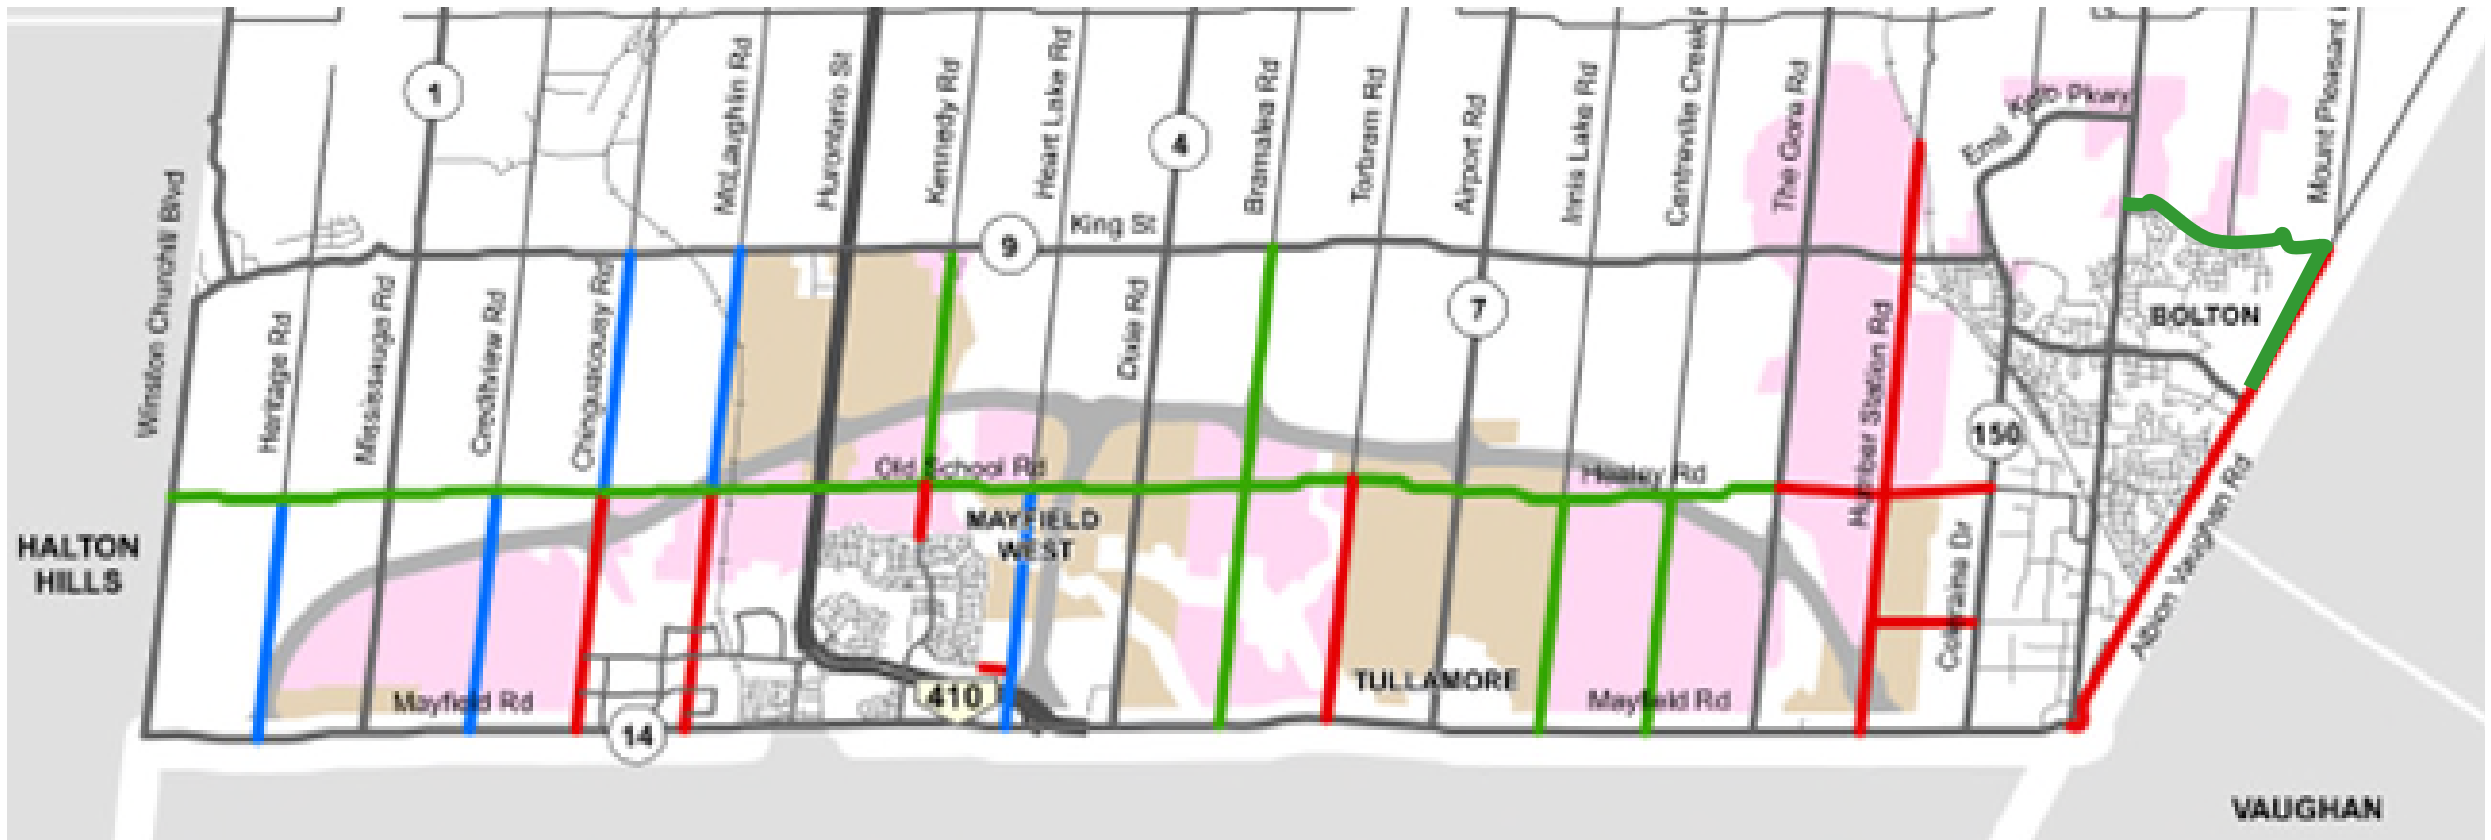 1
McLaughlin Rd
Hurontario St
Kennedy Rd
Heart Lake Rd
4
Bramalea Rd
Torbram Rd
Airport Rd
Innis Lake Rd
Centreville Creek
The Gore Rd
Emil Kolb Pkwy
Mount Pleasant
Winston Churchill Blvd
King St
9
Heritage Rd
Mississauga Rd
Creditview Rd
Chinguacousy Rd
Dixie Rd
7
Humber Station Rd
BOLTON
150
Old School Rd
Healey Rd
HALTON
HILLS
MAYFIELD
WEST
Coleraine Dr
Albion Vaughan Rd
Mayfield Rd
14
410
TULLAMORE
Mayfield Rd
VAUGHAN